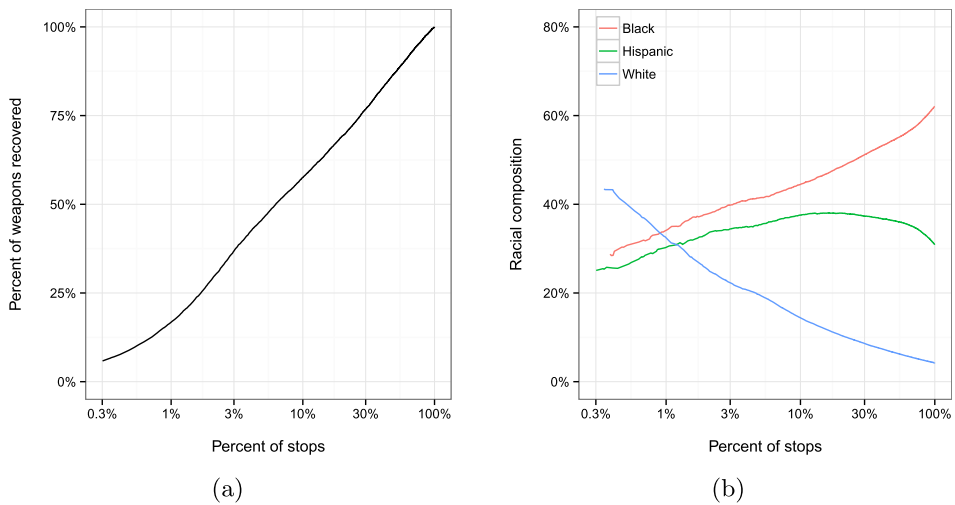 Percent of weapons recovered
100%
75%
50%
25%
0%
0.3% 1% 3% 10% 30% 100%
Percent of stops
(a)
Racial composition
80%
60%
40%
20%
0%
Black
Hispanic
White
0.3% 1% 3% 10% 30% 100%
Percent of stops
(b)